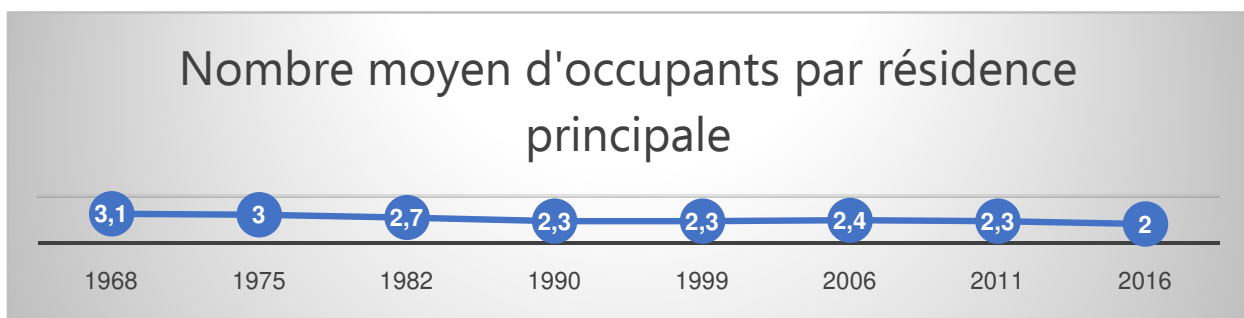 Nombre moyen d'occupants par résidence
principale
3,1 3 2,7 2,3 2,3 2,4 2,3 2
1968 1975 1982 1990 1999 2006 2011 2016